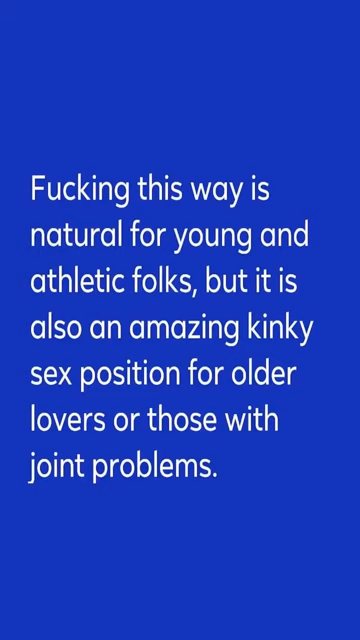 Fucking this way is
natural for young and
athletic folks, but it is
also an amazing kinky
sex position for older
lovers or those with
joint problems.